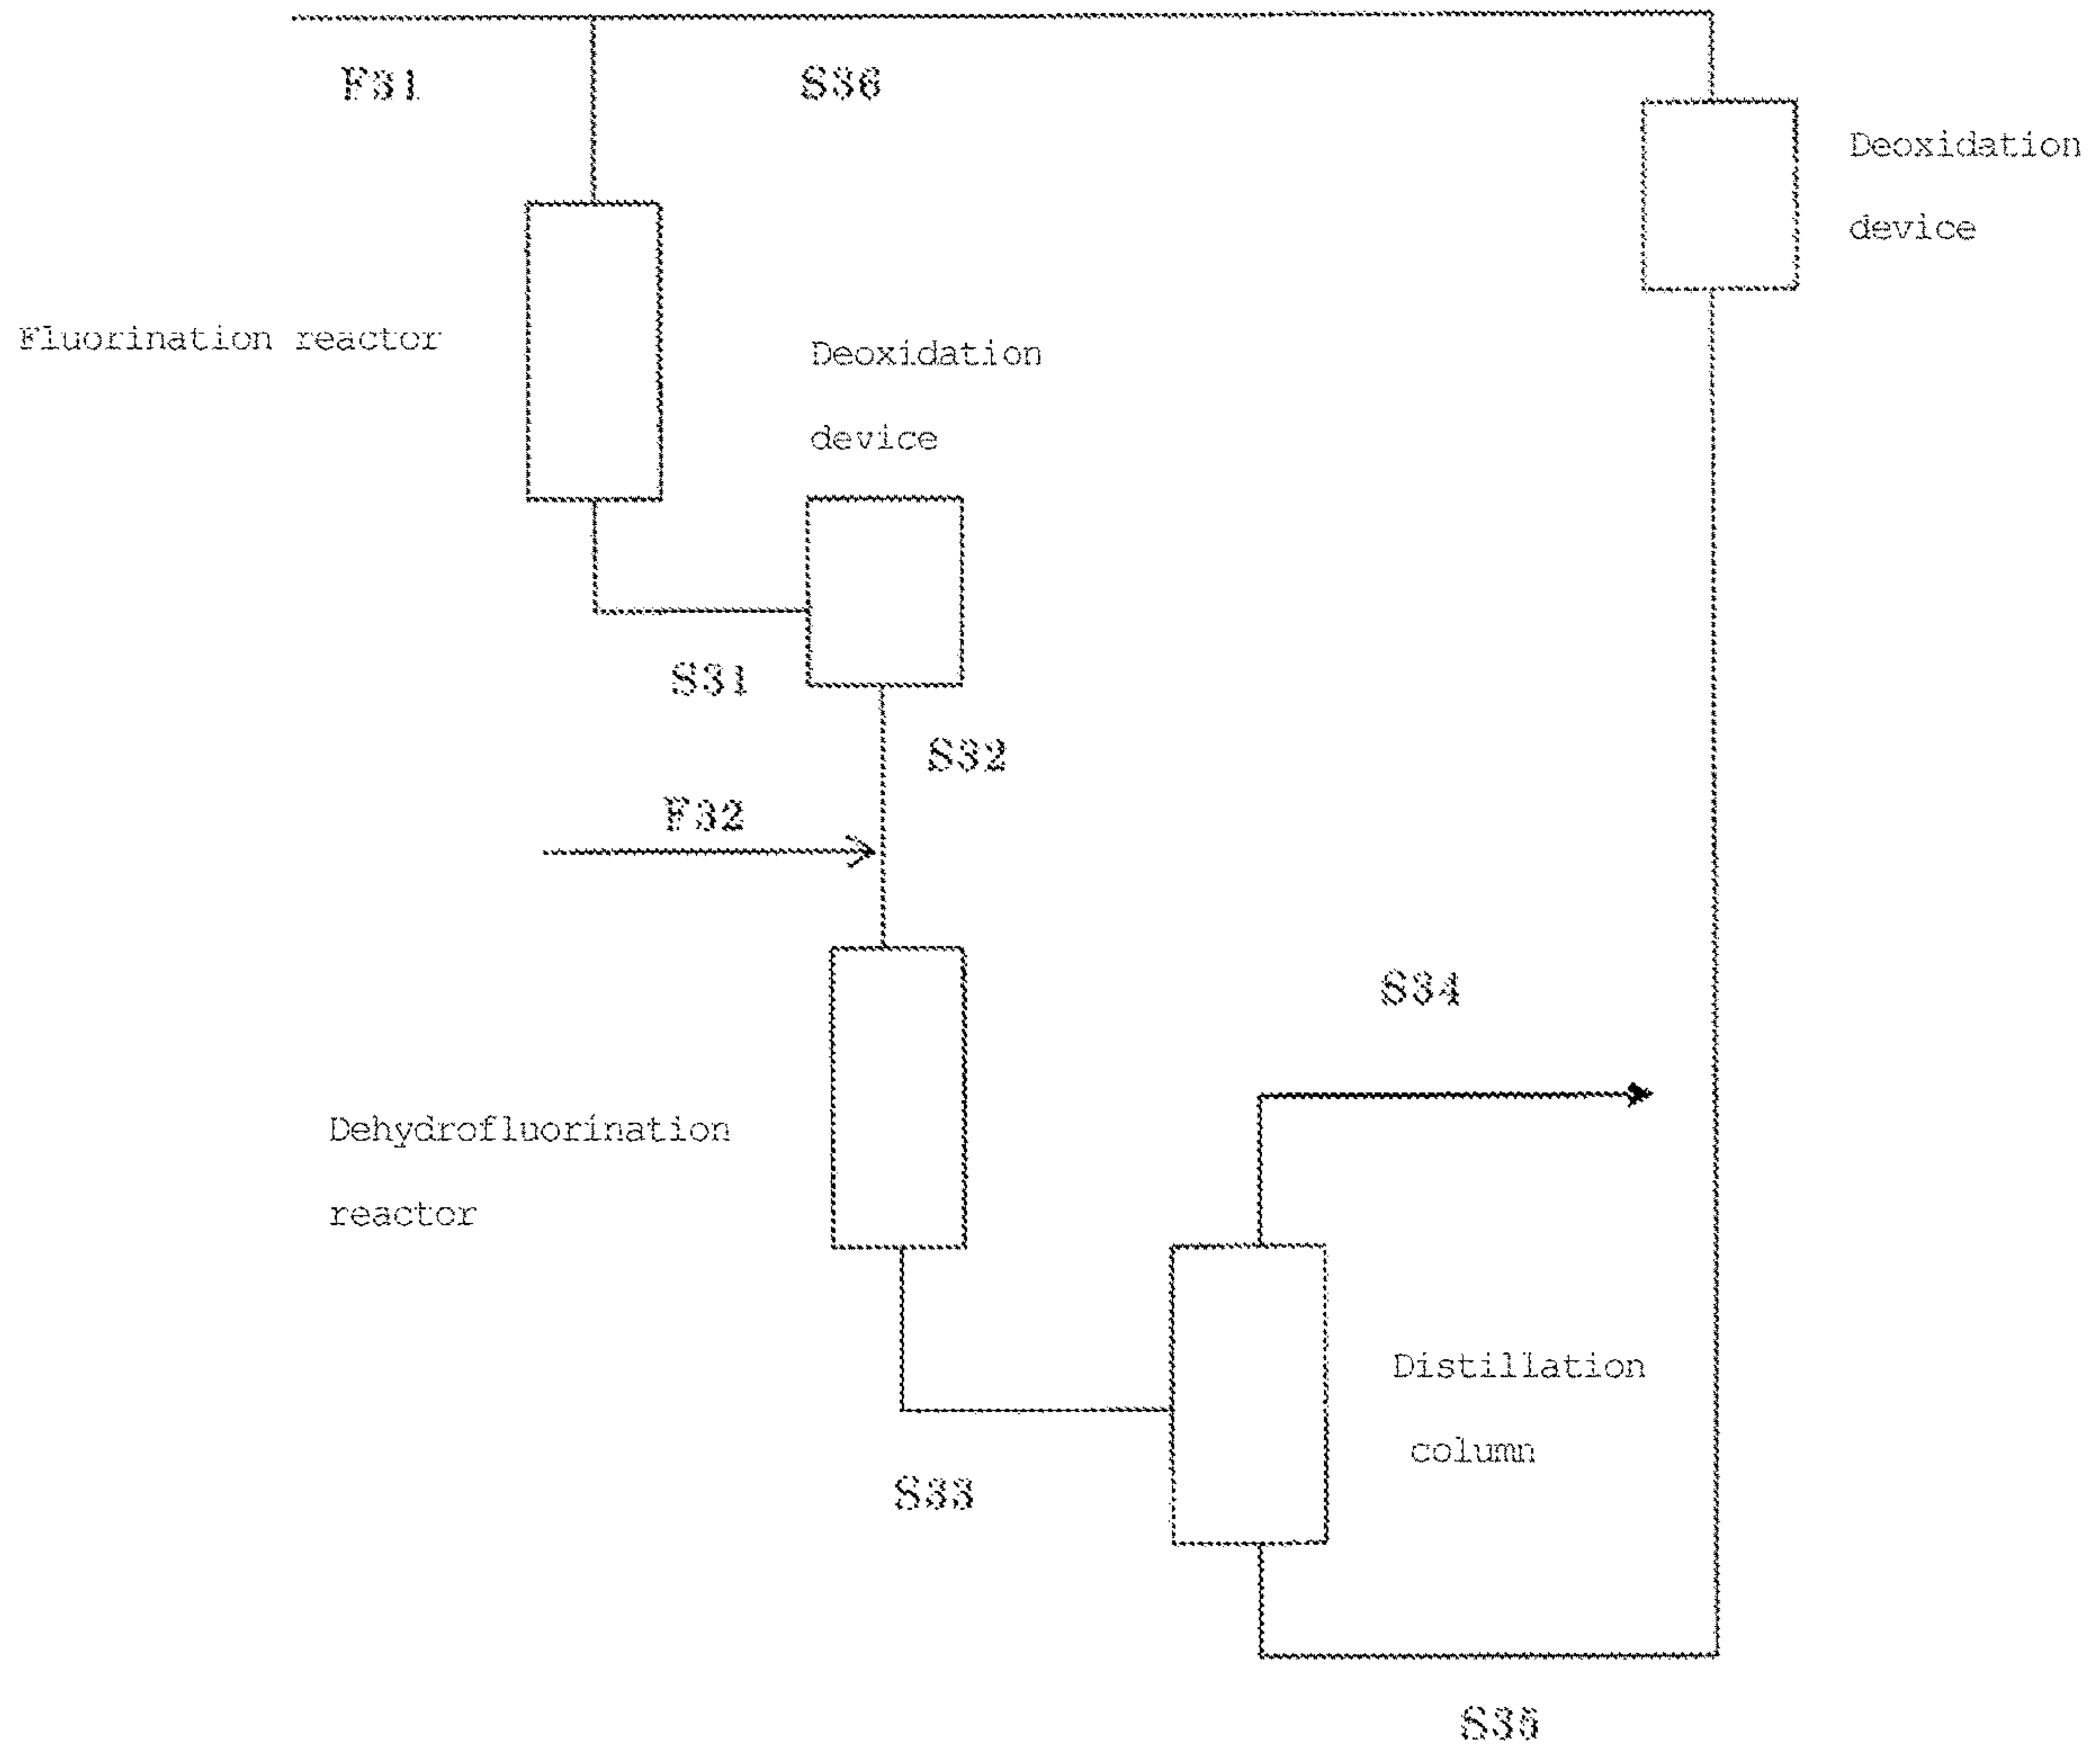 F31
S36
Deoxidation
device
Fluorination reactor
Deoxidation
device
S31
S32
F32
S34
Dehydrofluorination
reactor
Distillation
column
S33
S35